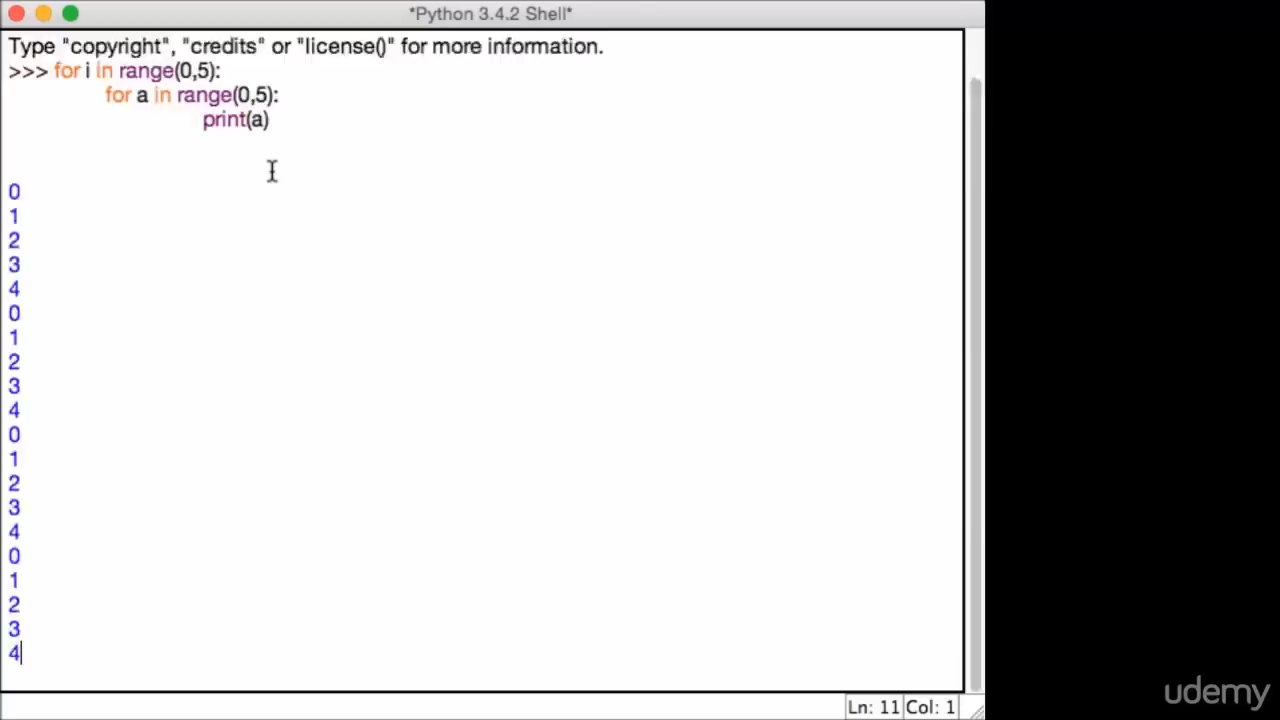 *Python 3.4.2 Shell*
Type "copyright", "credits" or "license()" for more information.
>>> for i in range(0,5):
for a in range(0,5):
print(a)
0
1
2
3
4
0
1
2
3
4
0
1
2
3
4
0
1
2
3
4
Ln: 11 Col: 1
udemy